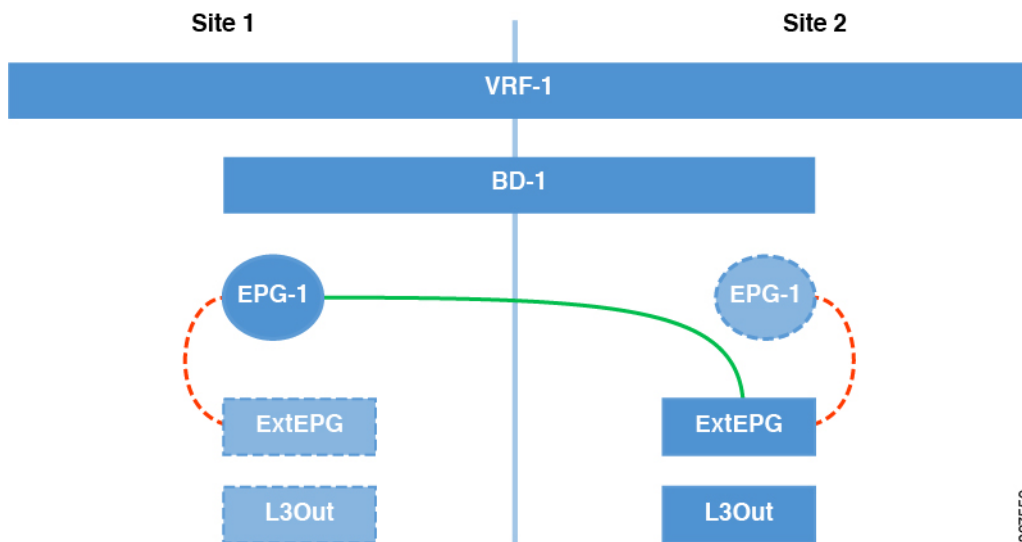 Site 1
Site 2
VRF-1
BD-1
EPG-1
EPG-1
ExtEPG
ExtEPG
L3Out
L3Out